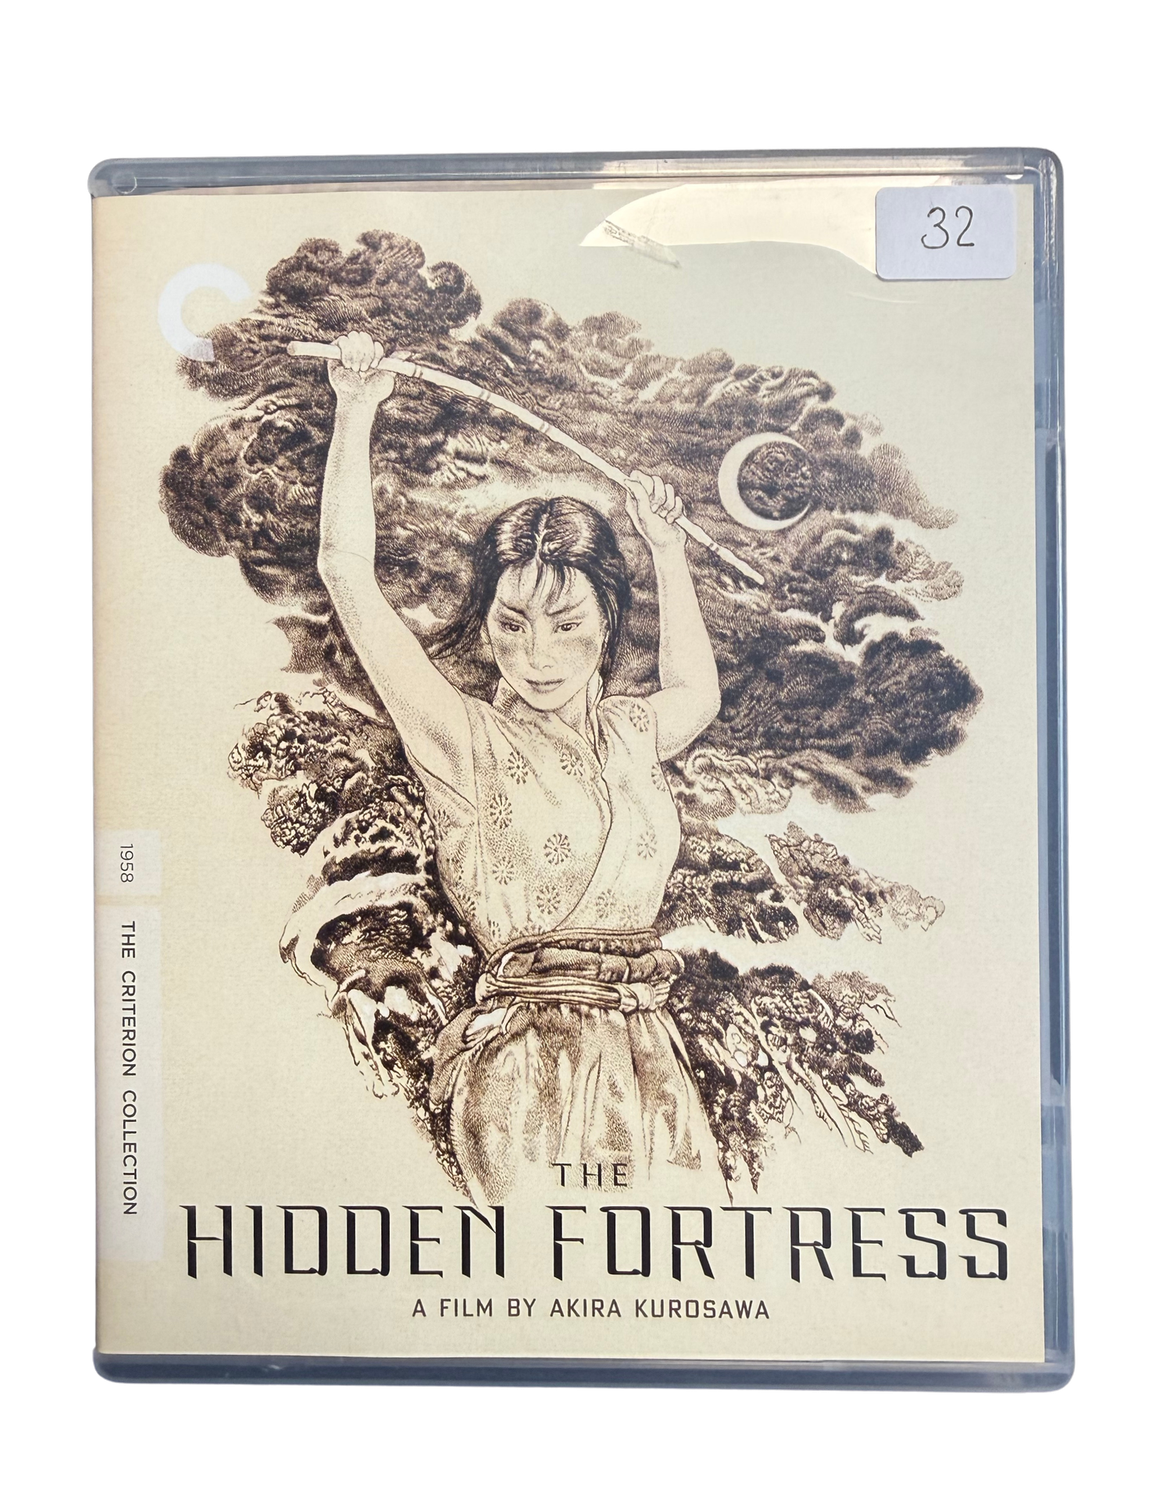 32
1958
THE CRITERION COLLECTION
THE
HIDDEN FORTRESS
A FILM BY AKIRA KUROSAWA